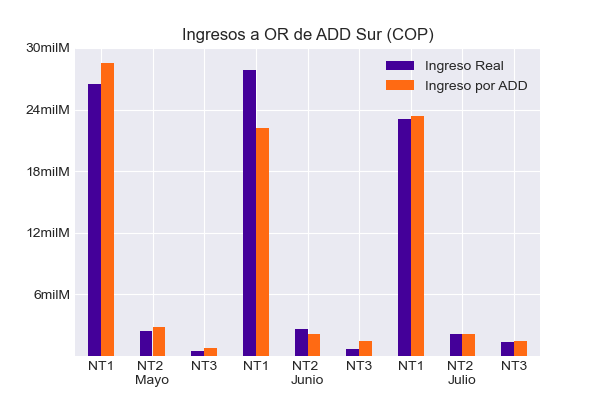 Ingresos a OR de ADD Sur (COP)
30milM
24milM
18milM
12milM
6milM
Ingreso Real
Ingreso por ADD
NT1 NT2 NT3 NT1 NT2 NT3 NT1 NT2 NT3
Mayo Junio Julio